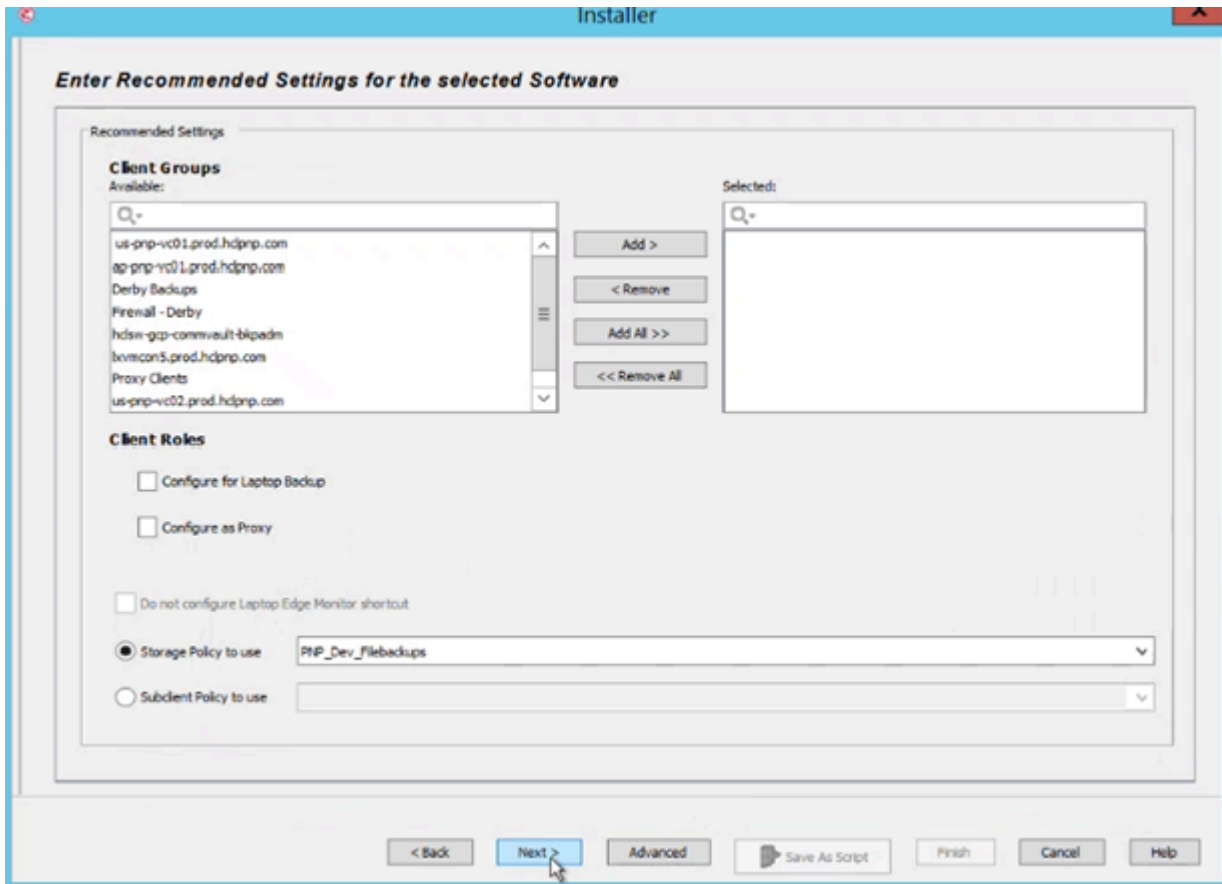 Installer
X
Enter Recommended Settings for the selected Software
Recommended Settings
Client Groups
Available:
Selected:
us-pnp-vc01.prod.hclpnp.com
ap-pnp-vc01.prod.hclpnp.com
Derby Backups
Firewall - Derby
hclsw-gcp-commvault-bkpadm
lxvmcon5.prod.hclpnp.com
Proxy Clients
us-pnp-vc02.prod.hclpnp.com
Add >
< Remove
Add All >>
<< Remove All
Client Roles
Configure for Laptop Backup
Configure as Proxy
Do not configure Laptop Edge Monitor shortcut
Storage Policy to use PNP_Dev_Filebackups
Subclient Policy to use
< Back Next > Advanced Save As Script Finish Cancel Help